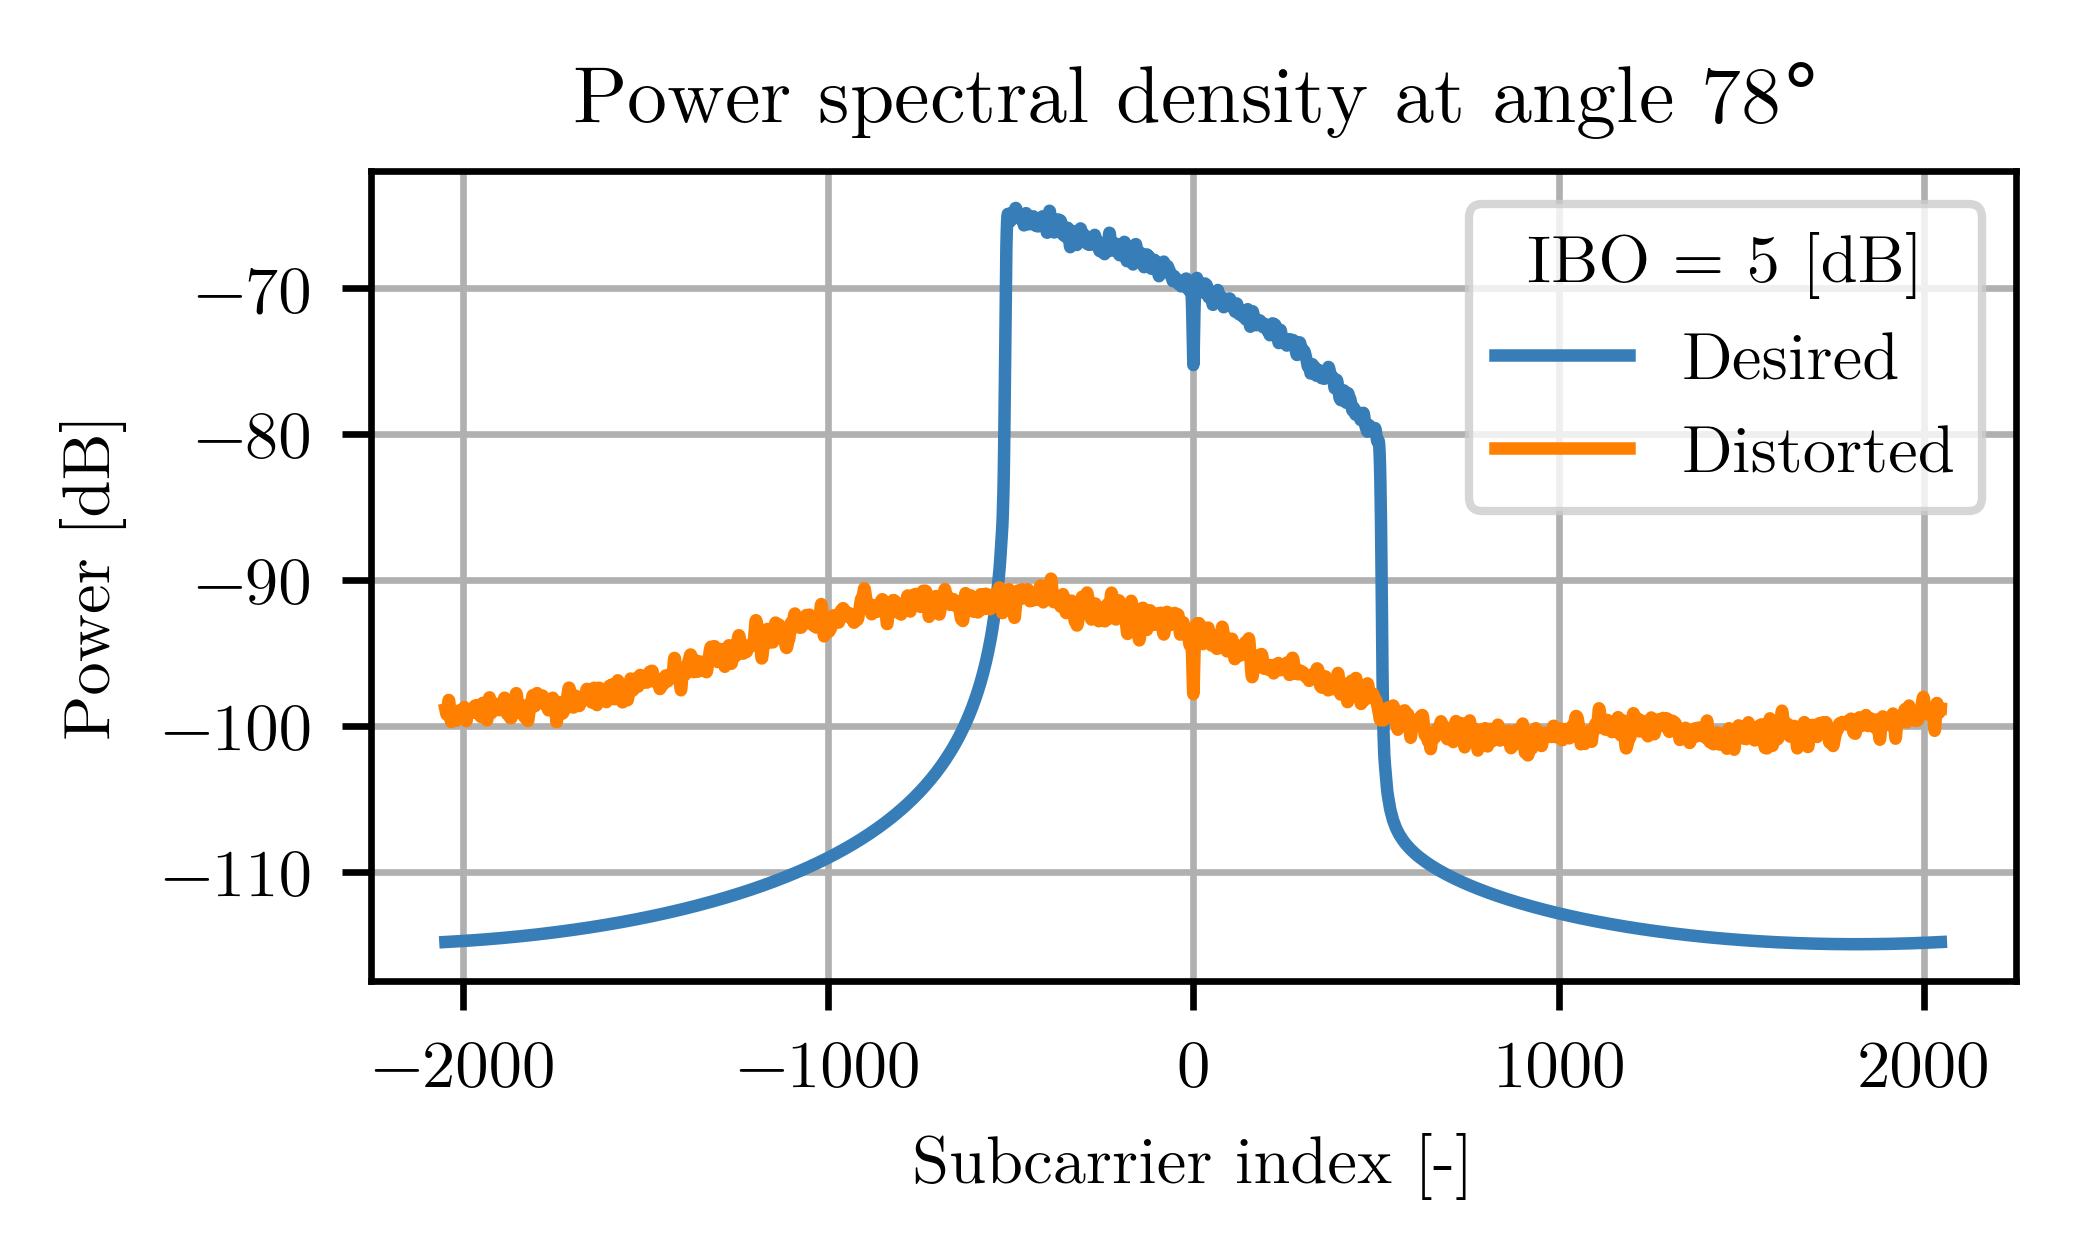 Power spectral density at angle 78°
IBO = 5 [dB]
Desired
Distorted
Power [dB]
−70
−80
−90
−100
−110
−2000
−1000
0
1000
2000
Subcarrier index [-]